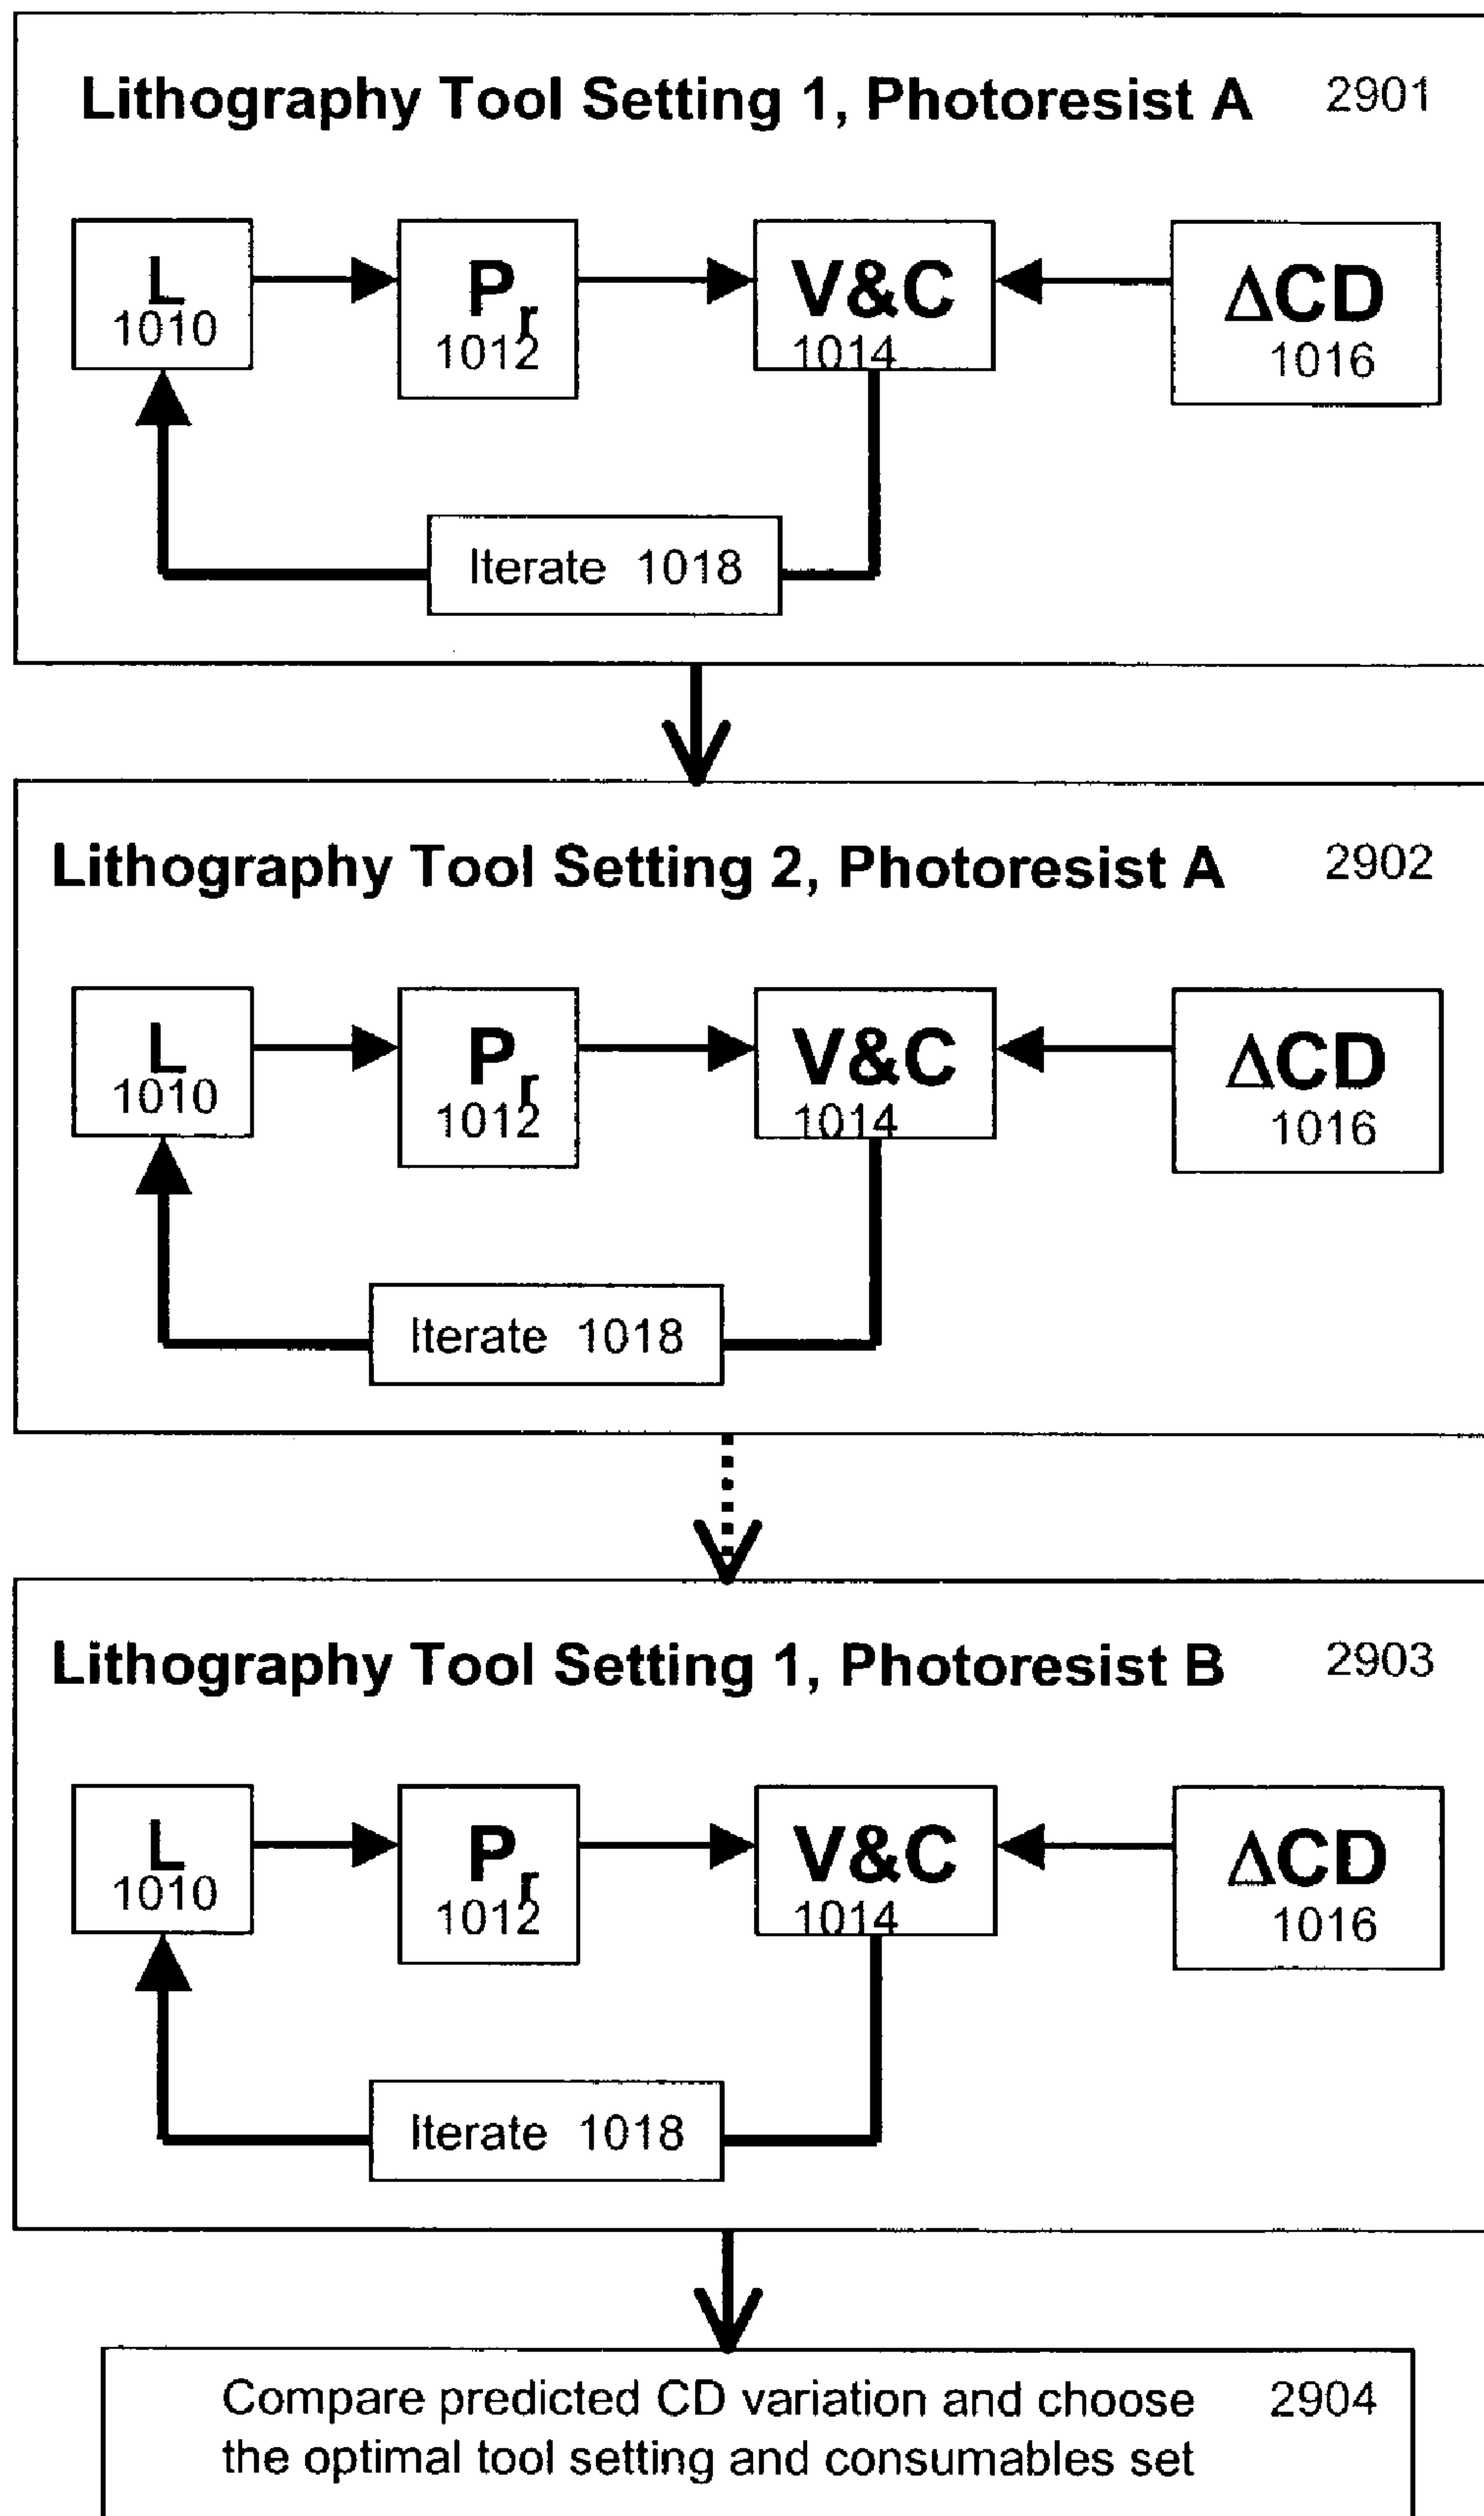 Lithography Tool Setting 1, Photoresist A 2901
L
1010
Pr
1012
V&C
1014
ΔCD
1016
Iterate 1018
Lithography Tool Setting 2, Photoresist A 2902
L
1010
Pr
1012
V&C
1014
ΔCD
1016
Iterate 1018
Lithography Tool Setting 1, Photoresist B 2903
L
1010
Pr
1012
V&C
1014
ΔCD
1016
Iterate 1018
Compare predicted CD variation and choose 2904
the optimal tool setting and consumables set